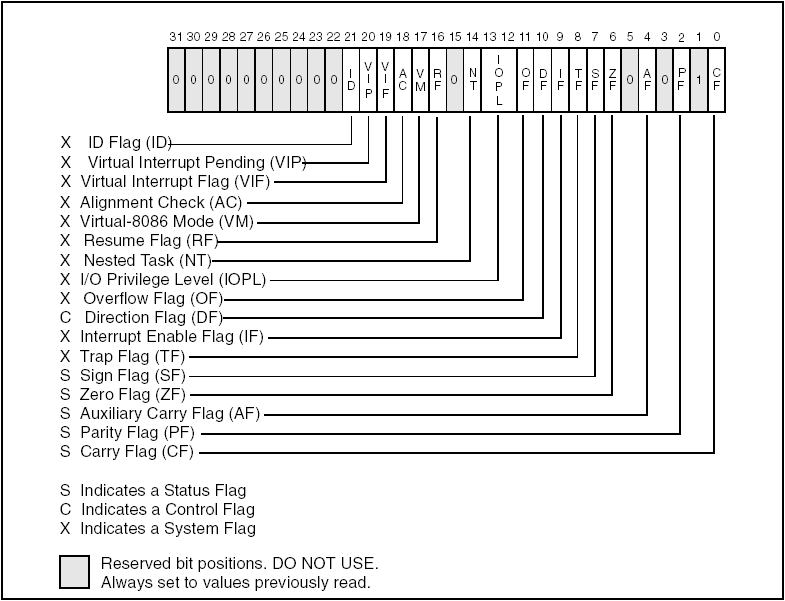 31 30 29 28 27 26 25 24 23 22 21 20 19 18 17 16 15 14 13 12 11 10 9 8 7 6 5 4 3 2 1 0
0 0 0 0 0 0 0 0 0 0 ID VIP VIF AC VM RF 0 NT IOPL OF DF IF TF SF ZF 0 AF 0 PF 1 CF
X ID Flag (ID)
X Virtual Interrupt Pending (VIP)
X Virtual Interrupt Flag (VIF)
X Alignment Check (AC)
X Virtual-8086 Mode (VM)
X Resume Flag (RF)
X Nested Task (NT)
X I/O Privilege Level (IOPL)
X Overflow Flag (OF)
C Direction Flag (DF)
X Interrupt Enable Flag (IF)
X Trap Flag (TF)
S Sign Flag (SF)
S Zero Flag (ZF)
S Auxiliary Carry Flag (AF)
S Parity Flag (PF)
S Carry Flag (CF)
S Indicates a Status Flag
C Indicates a Control Flag
X Indicates a System Flag
Reserved bit positions. DO NOT USE.
Always set to values previously read.